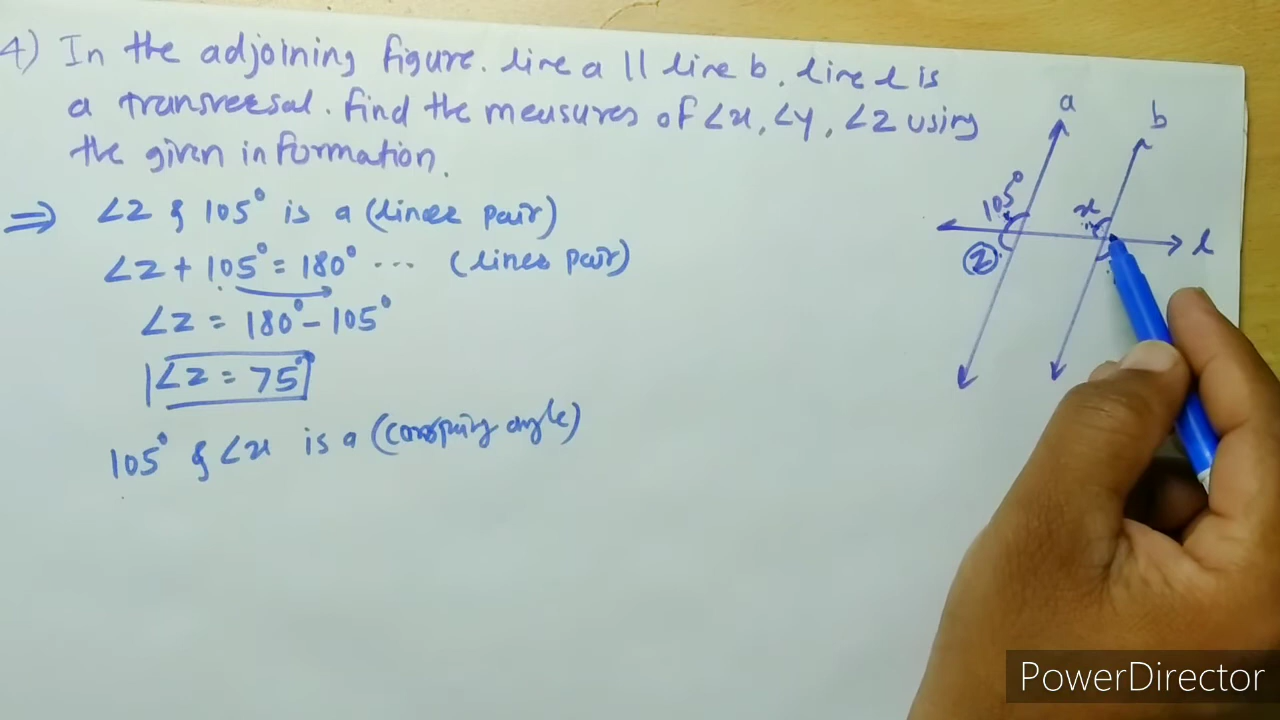 4) In the adjoining figure. line a || line b. line l is
a transversal. find the measures of ∠x, ∠y, ∠z using
the given information.
⇒ ∠z & 105° is a (linear pair)
∠z + 105° = 180° ... (linear pair)
∠z = 180° - 105°
∠z = 75°
105° & ∠x is a angle)
a
b
105°
x
l
z
PowerDirector